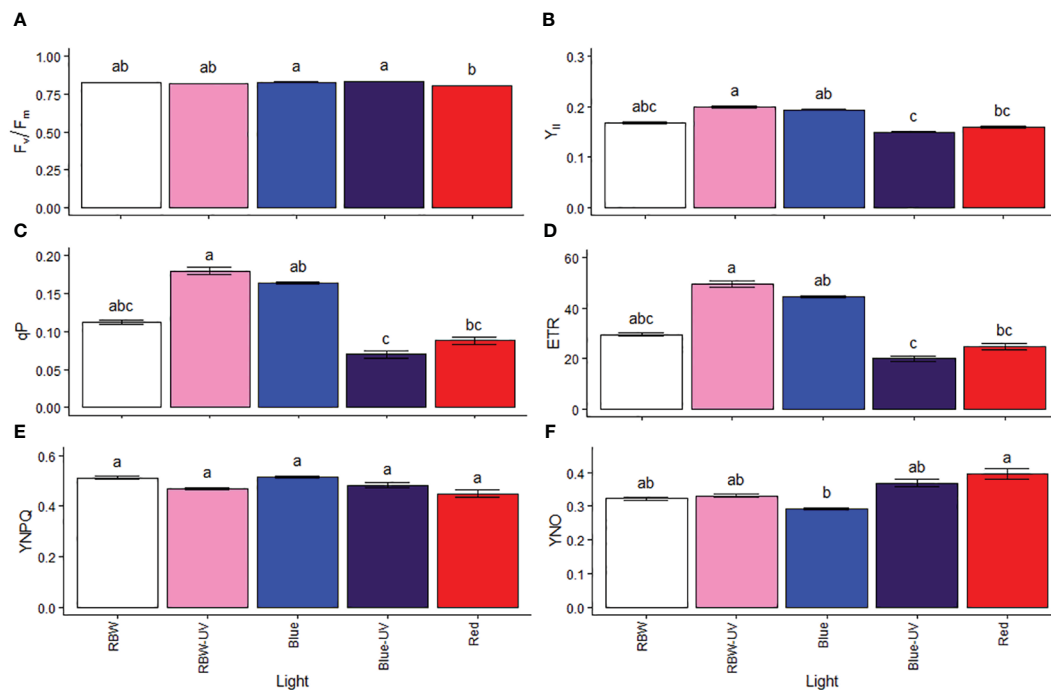 A
B
1.00
0.75
0.50
0.25
0.00
Fv/Fm
ab
ab
a
a
b
0.3
0.2
0.1
0.0
YII
abc
a
ab
c
bc
C
D
0.20
0.15
0.10
0.05
0.00
qP
abc
a
ab
c
bc
60
40
20
0
ETR
abc
a
ab
c
bc
E
F
0.6
0.4
0.2
0.0
YNPQ
a
a
a
a
a
0.4
0.3
0.2
0.1
0.0
YNO
ab
ab
b
ab
a
RBW
RBW-UV
Blue
Blue-UV
Red
Light
RBW
RBW-UV
Blue
Blue-UV
Red
Light